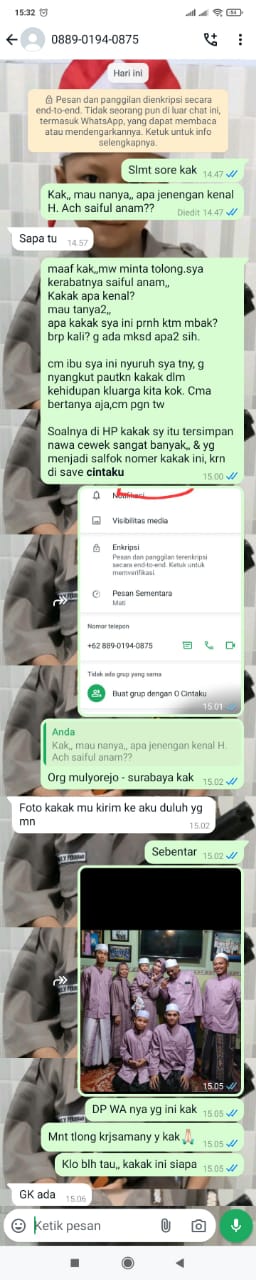 15:32
54
0889-0194-0875
Hari ini
Pesan dan panggilan dienkripsi secara
end-to-end. Tidak seorang pun di luar chat ini,
termasuk WhatsApp, yang dapat membaca
atau mendengarkannya. Ketuk untuk info
selengkapnya.
Slmt sore kak 14.47
Kak,, mau nanya,, apa jenengan kenal
H. Ach saiful anam??
Diedit 14.47
Sapa tu 14.57
maaf kak,,mw minta tolong.sya
kerabatnya saiful anam,,
Kakak apa kenal?
mau tanya2,,
apa kakak sya ini prnh ktm mbak?
brp kali? g ada mksd apa2 sih.
cm ibu sya ini nyuruh sya tny, g
nyangkut pautkn kakak dlm
kehidupan kluarga kita kok. Cma
bertanya aja,cm pgn tw
Soalnya di HP kakak sy itu tersimpan
nawa cewek sangat banyak,, & yg
menjadi salfok nomer kakak ini, krn
di save cintaku 15.00
Notifikasi
Visibilitas media
Enkripsi
Pesan dan panggilan terenkripsi
secara end-to-end. Ketuk untuk
memverifikasi.
Pesan Sementara
Mati
Nomor telepon
+62 889-0194-0875
Tidak ada grup yang sama
Buat grup dengan O Cintaku
15.01
Anda
Kak,, mau nanya,, apa jenengan kenal H.
Ach saiful anam??
Org mulyorejo - surabaya kak 15.02
Foto kakak mu kirim ke aku duluh yg
mn 15.02
Sebentar 15.02
15.05
DP WA nya yg ini kak 15.05
Mnt tlong krjsamany y kak🙏🏻 15.05
Klo blh tau,, kakak ini siapa 15.05
GK ada 15.06
Ketik pesan